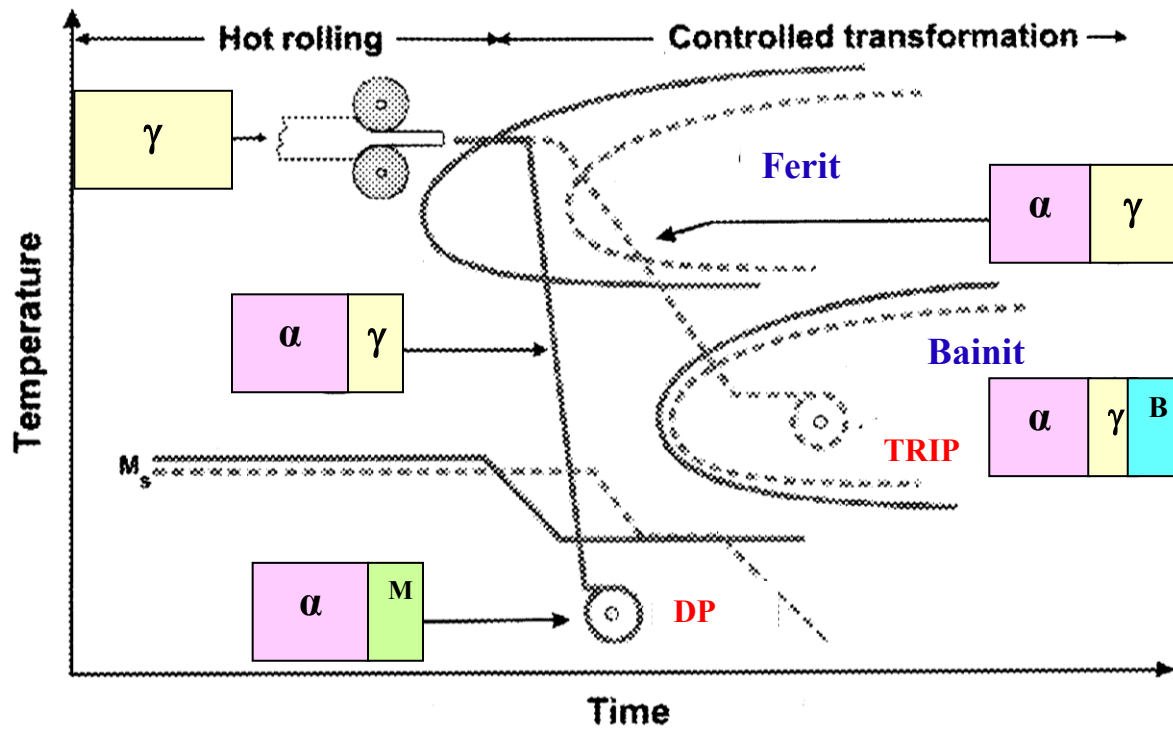 Hot rolling
Controlled transformation
γ
Ferit
α γ
α γ
Bainit
α γ B
TRIP
Ms
α M
DP
Temperature
Time